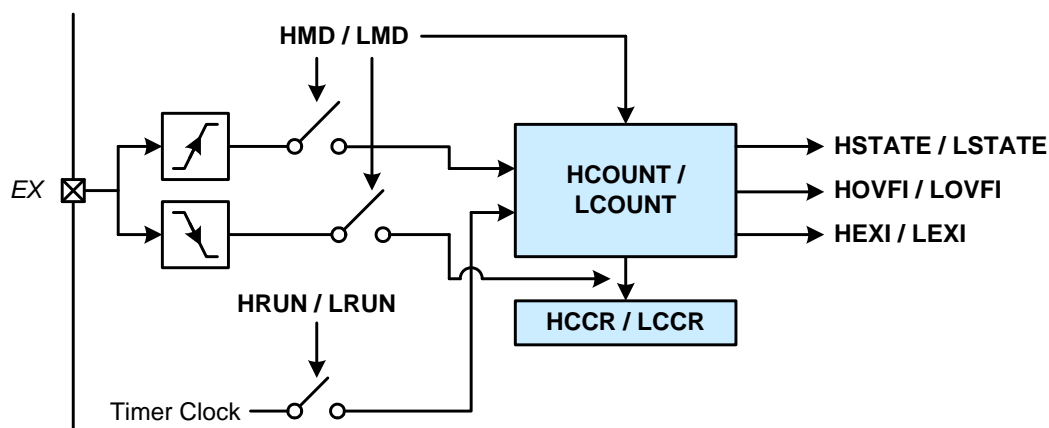 HMD / LMD
EX
HCOUNT /
LCOUNT
HSTATE / LSTATE
HOVFI / LOVFI
HEXI / LEXI
HRUN / LRUN
HCCR / LCCR
Timer Clock